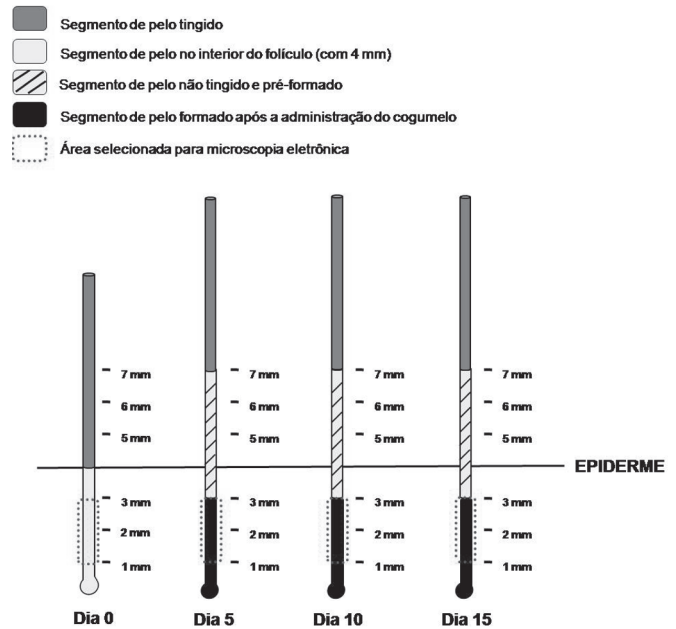 Segmento de pelo tingido
Segmento de pelo no interior do folículo (com 4 mm)
Segmento de pelo não tingido e pré-formado
Segmento de pelo formado após a administração do cogumelo
Área selecionada para microscopia eletrônica
7 mm 7 mm 7 mm 7 mm
6 mm 6 mm 6 mm 6 mm
5 mm 5 mm 5 mm 5 mm
EPIDERME
3 mm 3 mm 3 mm 3 mm
2 mm 2 mm 2 mm 2 mm
1 mm 1 mm 1 mm 1 mm
Dia 0 Dia 5 Dia 10 Dia 15